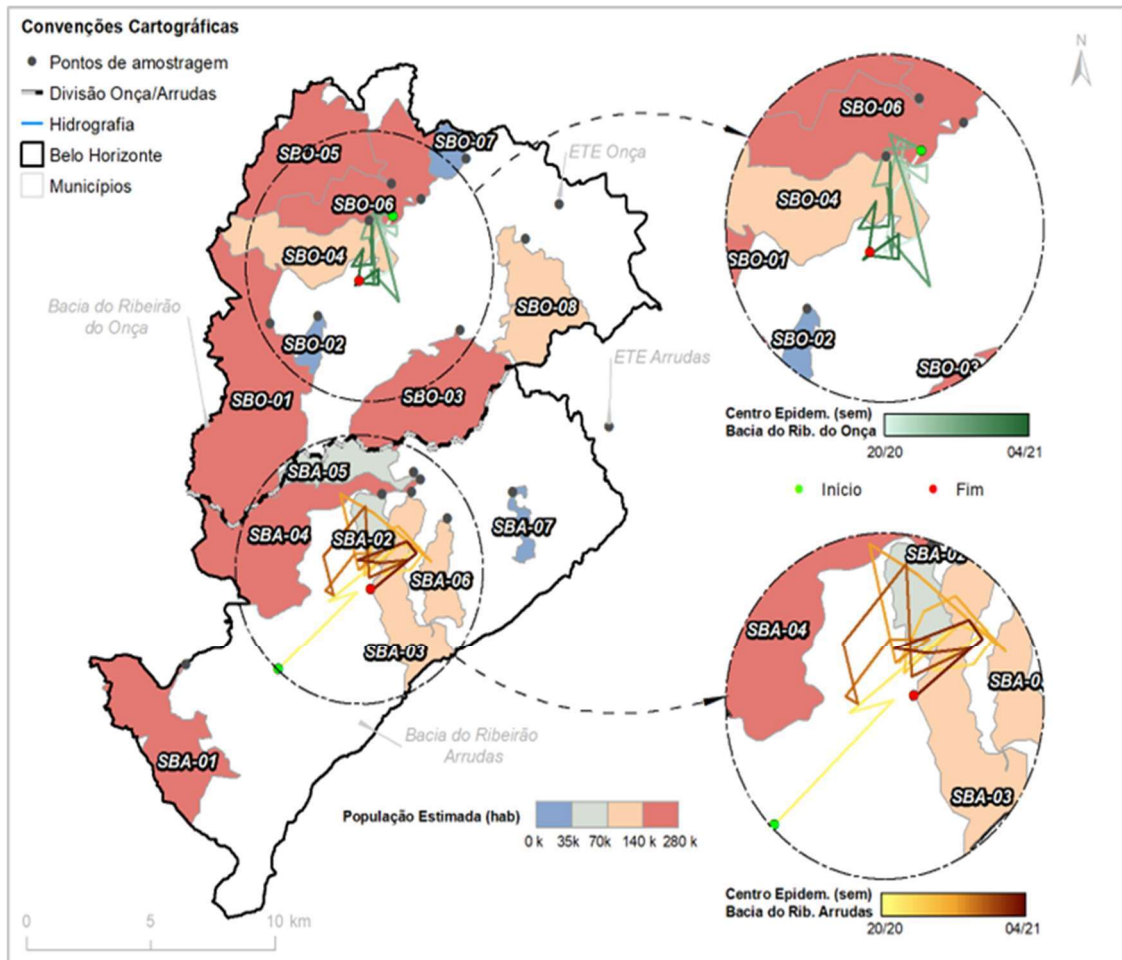 Convenções Cartográficas
Pontos de amostragem
Divisão Onça/Arrudas
Hidrografia
Belo Horizonte
Municípios
N
SBO-05
SBO-07
SBO-06
SBO-04
ETE Onça
Bacia do Ribeirão
do Onça
SBO-02
SBO-08
SBO-01
SBO-03
ETE Arrudas
SBA-05
SBA-04
SBA-02
SBA-07
SBA-06
SBA-03
SBA-01
Bacia do Ribeirão
Arrudas
SBO-06
SBO-04
SBO-01
SBO-02
SBO-03
Centro Epidem. (sem)
Bacia do Rib. do Onça
20/20 04/21
Início Fim
SBA-02
SBA-04
SBA-03
Centro Epidem. (sem)
Bacia do Rib. Arrudas
20/20 04/21
População Estimada (hab)
0 k 35k 70k 140 k 280 k
0 5 10 km